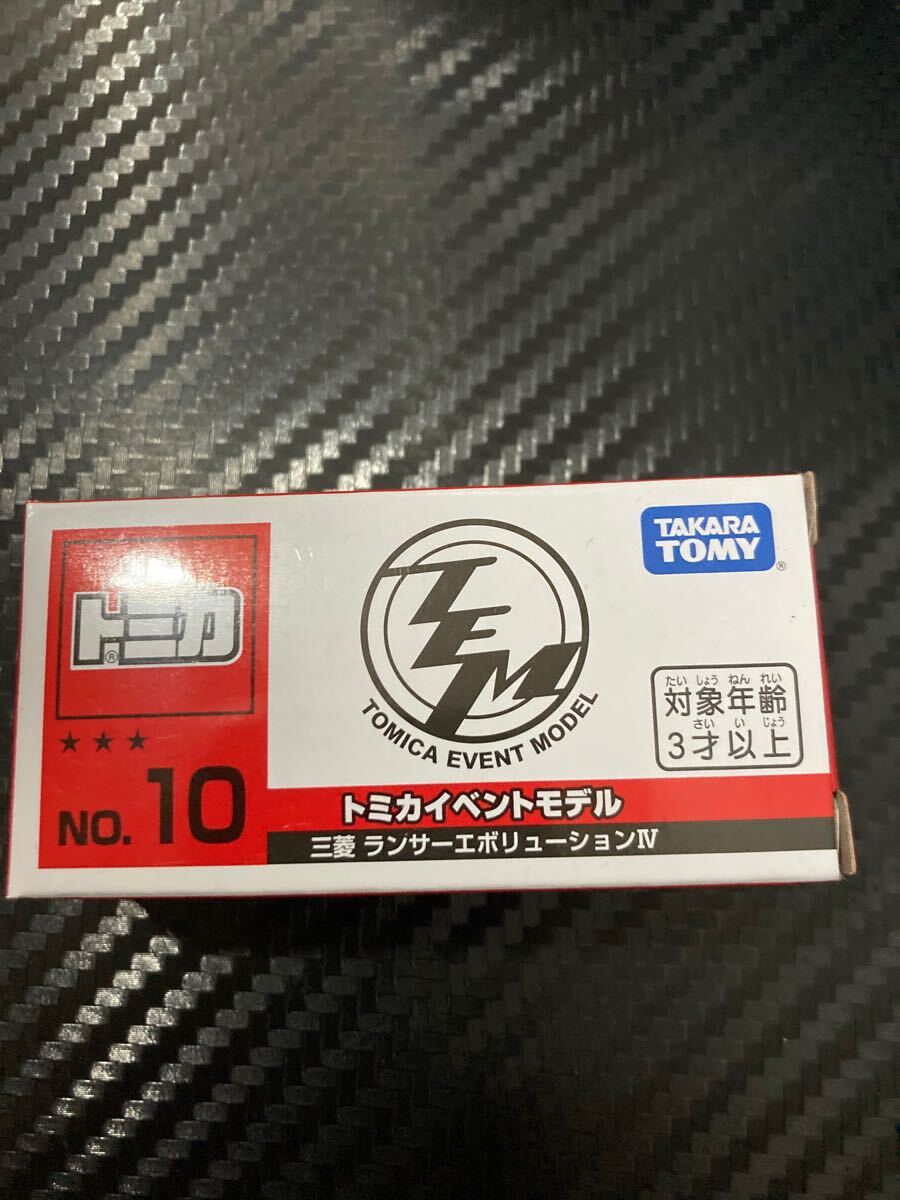 トミカ®
★★★
NO. 10
TEM
TOMICA EVENT MODEL
TAKARA
TOMY®
たいしょうねんれい
対象年齢
さい い じょう
3才以上
トミカイベントモデル
三菱 ランサーエボリューションⅣ